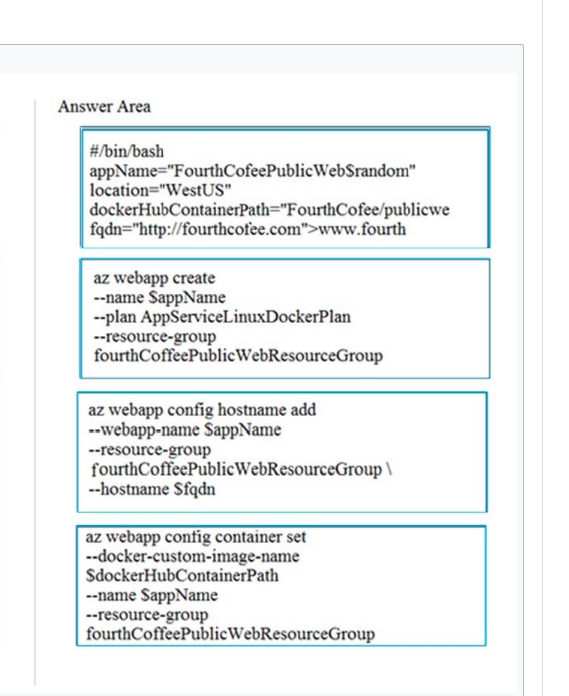 Answer Area
#/bin/bash
appName="FourthCofeePublicWeb$random"
location="WestUS"
dockerHubContainerPath="FourthCofee/publicwe
fqdn="http://fourthcofee.com">www.fourth
az webapp create
--name $appName
--plan AppServiceLinuxDockerPlan
--resource-group
fourthCoffeePublicWebResourceGroup
az webapp config hostname add
--webapp-name $appName
--resource-group
fourthCoffeePublicWebResourceGroup \
--hostname $fqdn
az webapp config container set
--docker-custom-image-name
$dockerHubContainerPath
--name $appName
--resource-group
fourthCoffeePublicWebResourceGroup